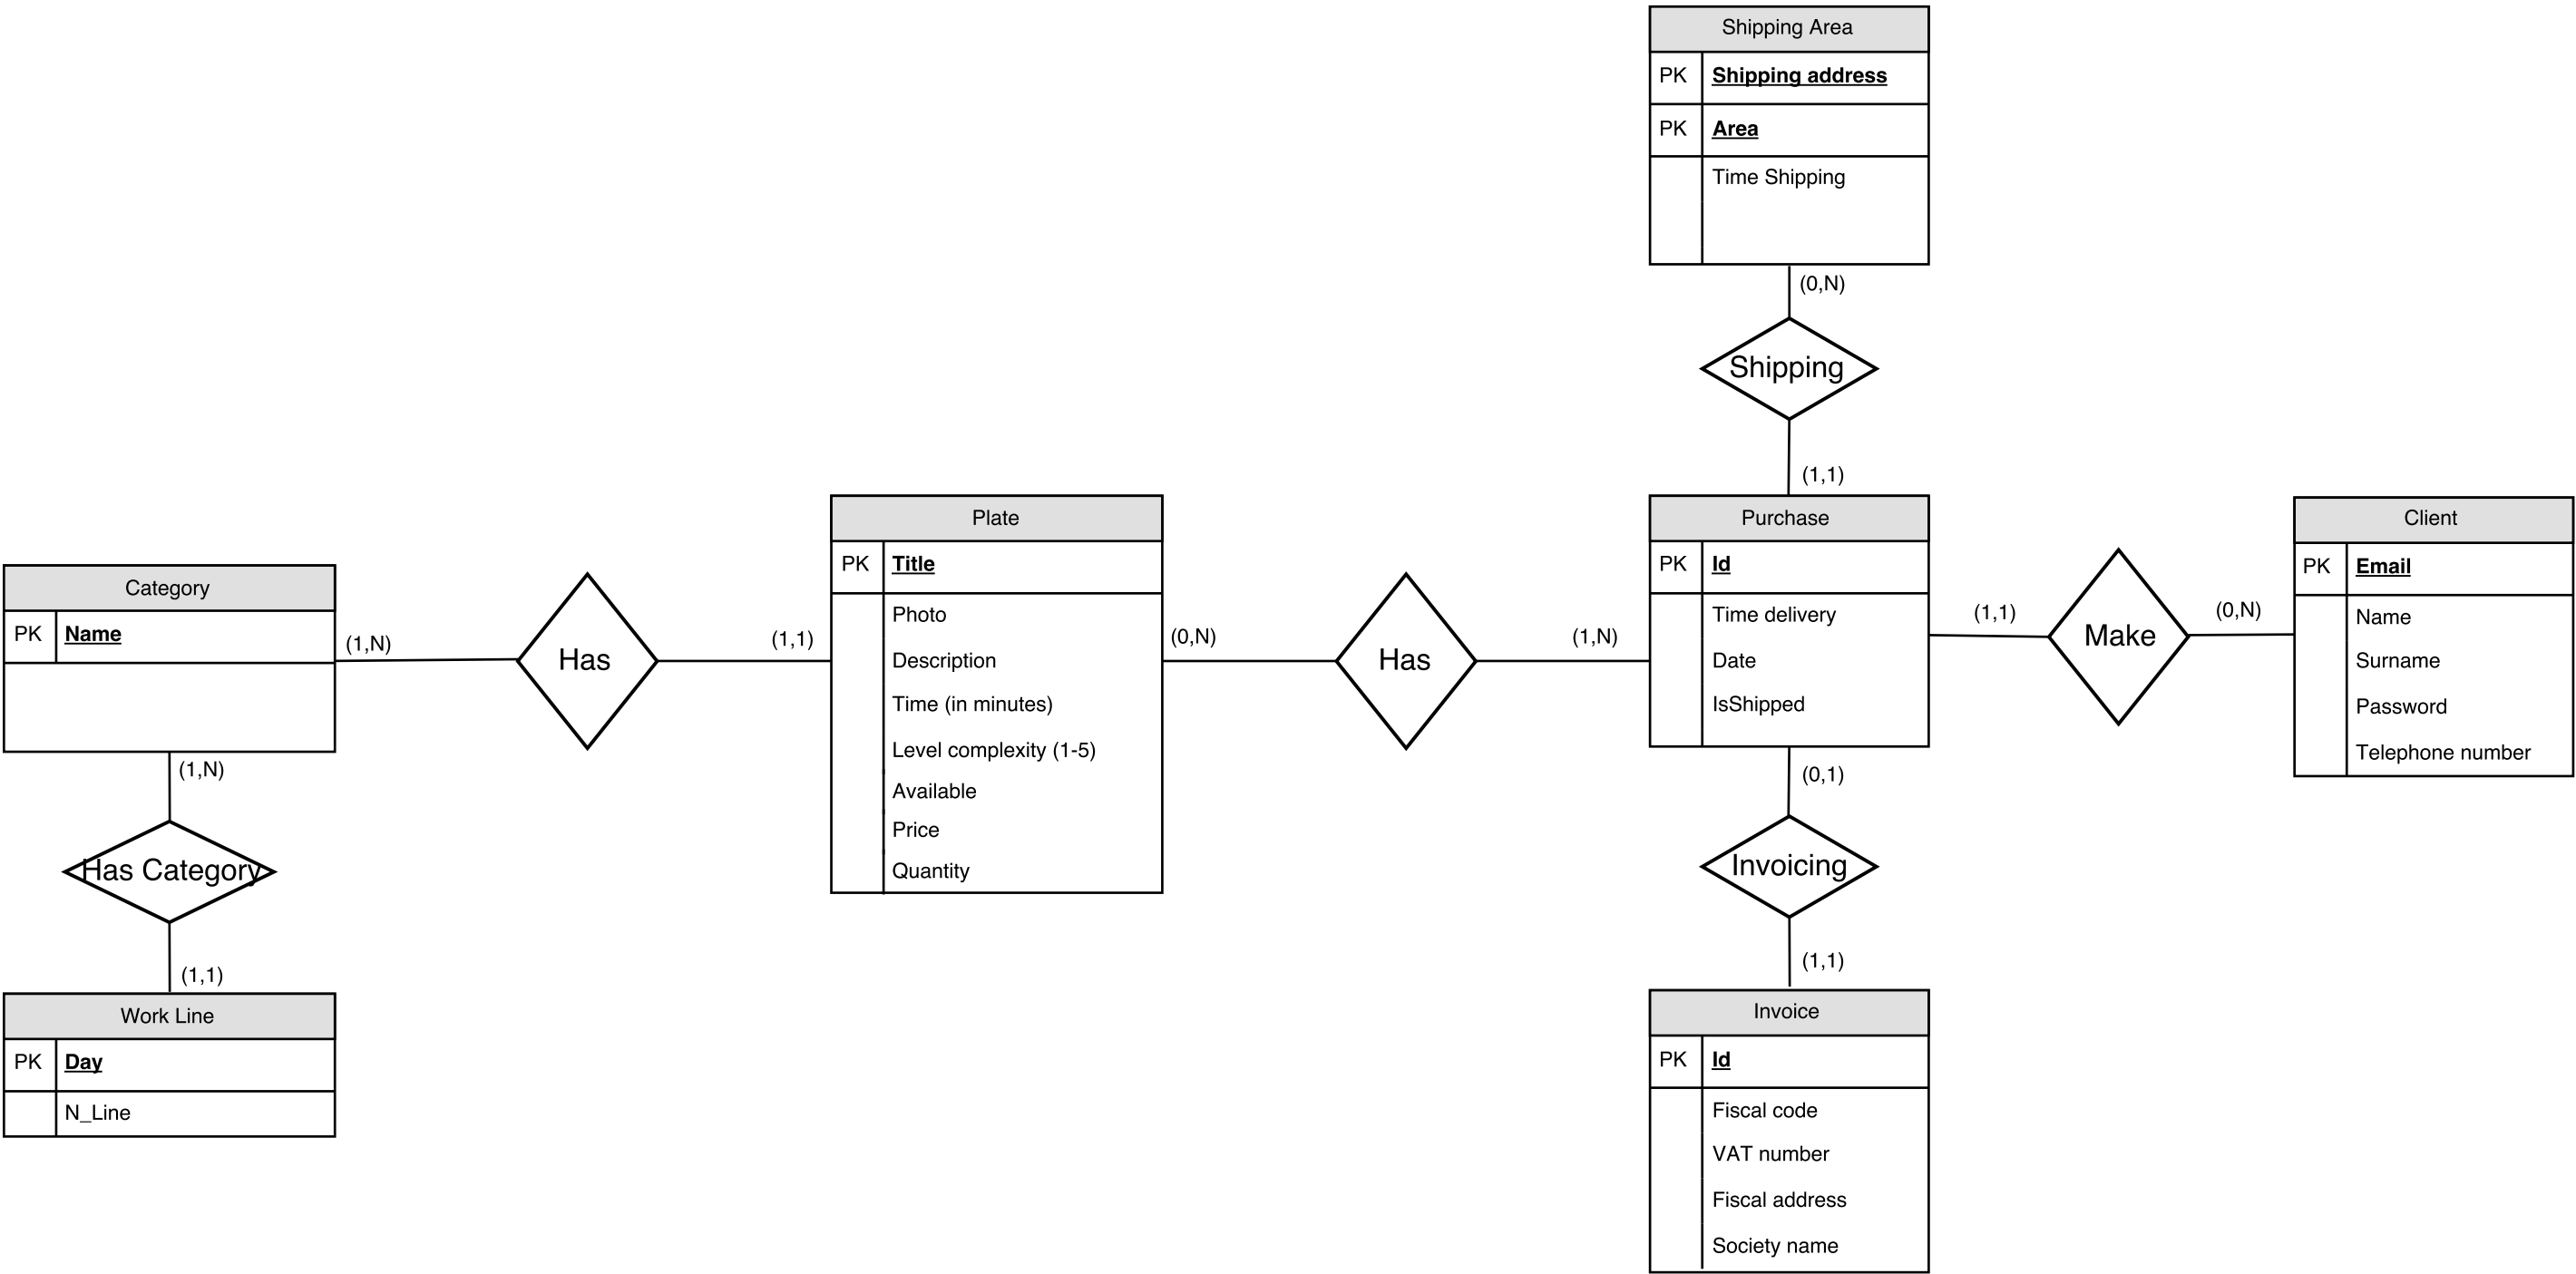 Shipping Area
PK Shipping address
PK Area
Time Shipping
(0,N)
Shipping
(1,1)
Category
PK Name
(1,N)
Has
(1,1)
Plate
PK Title
Photo
Description
Time (in minutes)
Level complexity (1-5)
Available
Price
Quantity
(0,N)
Has
(1,N)
Purchase
PK Id
Time delivery
Date
IsShipped
(1,1)
Make
(0,N)
Client
PK Email
Name
Surname
Password
Telephone number
(1,N)
Has Category
(1,1)
Work Line
PK Day
N_Line
(0,1)
Invoicing
(1,1)
Invoice
PK Id
Fiscal code
VAT number
Fiscal address
Society name